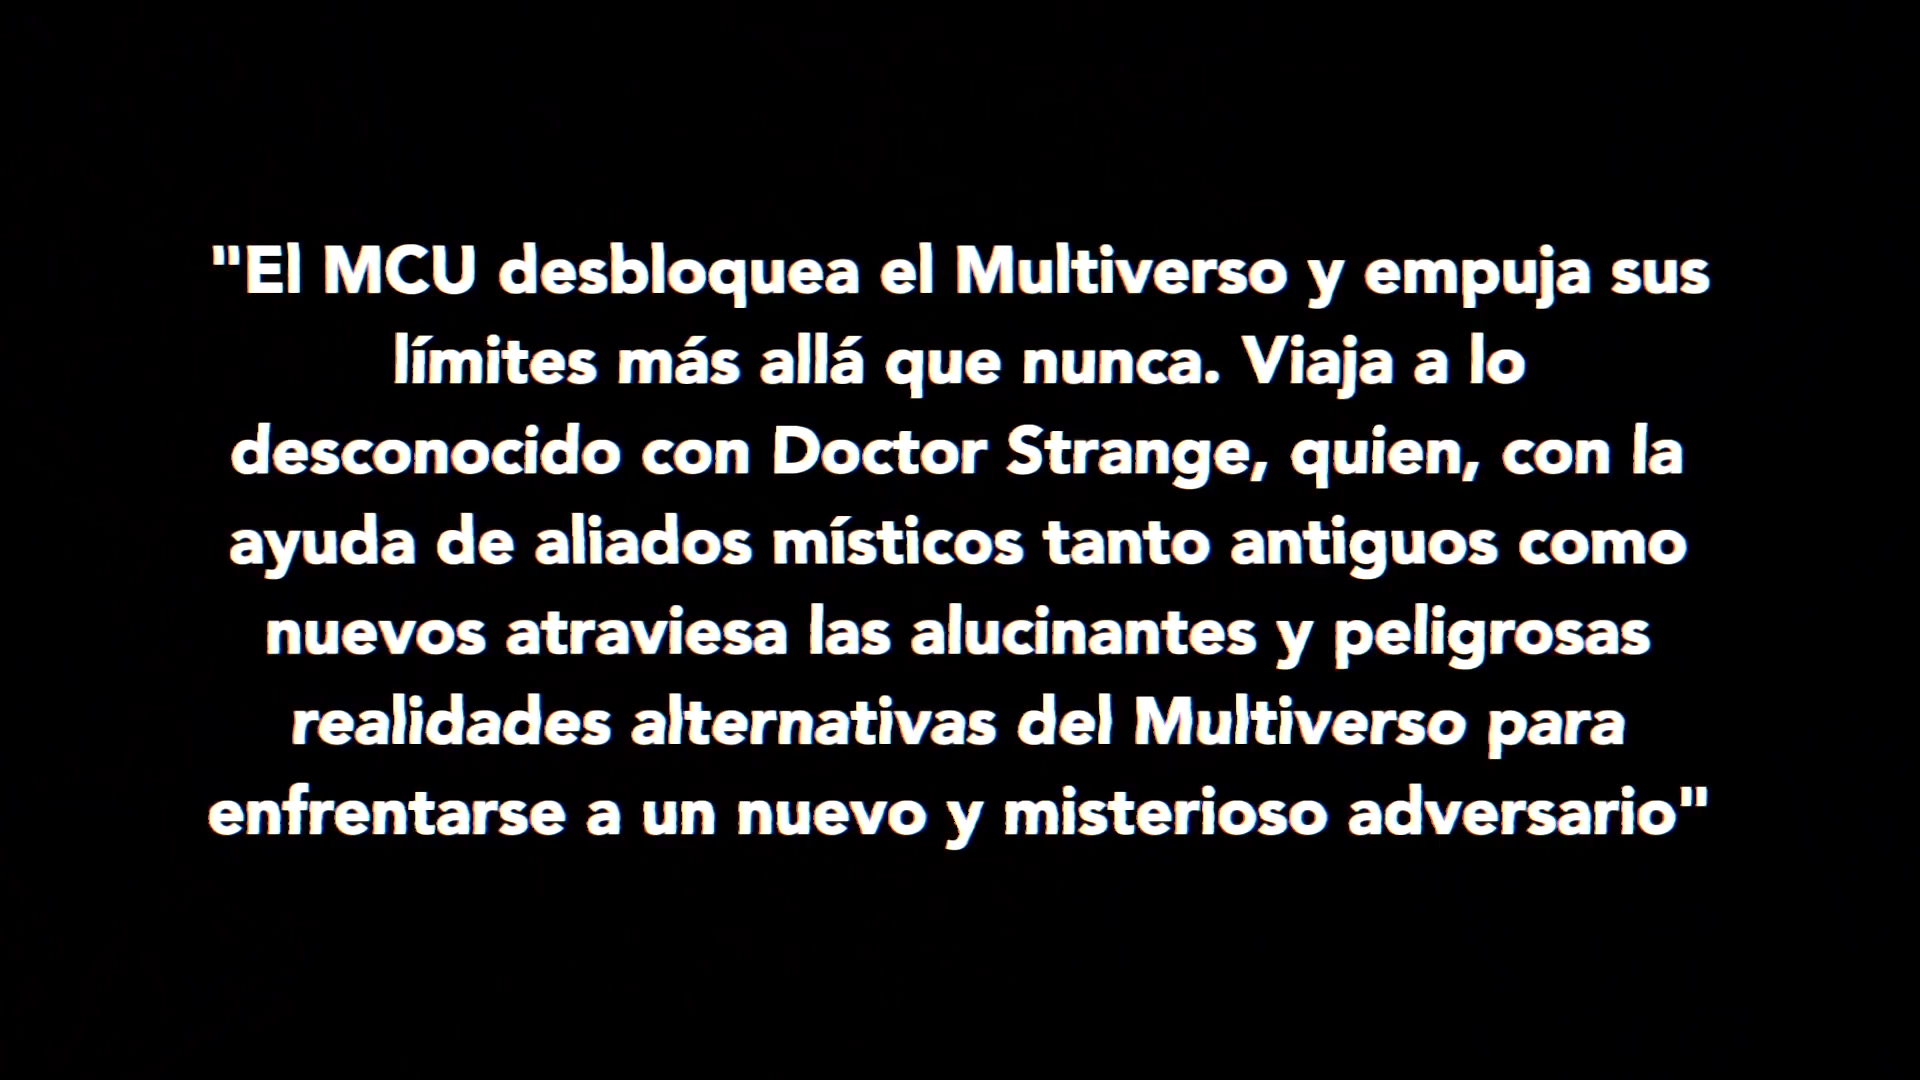 "El MCU desbloquea el Multiverso y empuja sus
límites más allá que nunca. Viaja a lo
desconocido con Doctor Strange, quien, con la
ayuda de aliados místicos tanto antiguos como
nuevos atraviesa las alucinantes y peligrosas
realidades alternativas del Multiverso para
enfrentarse a un nuevo y misterioso adversario"